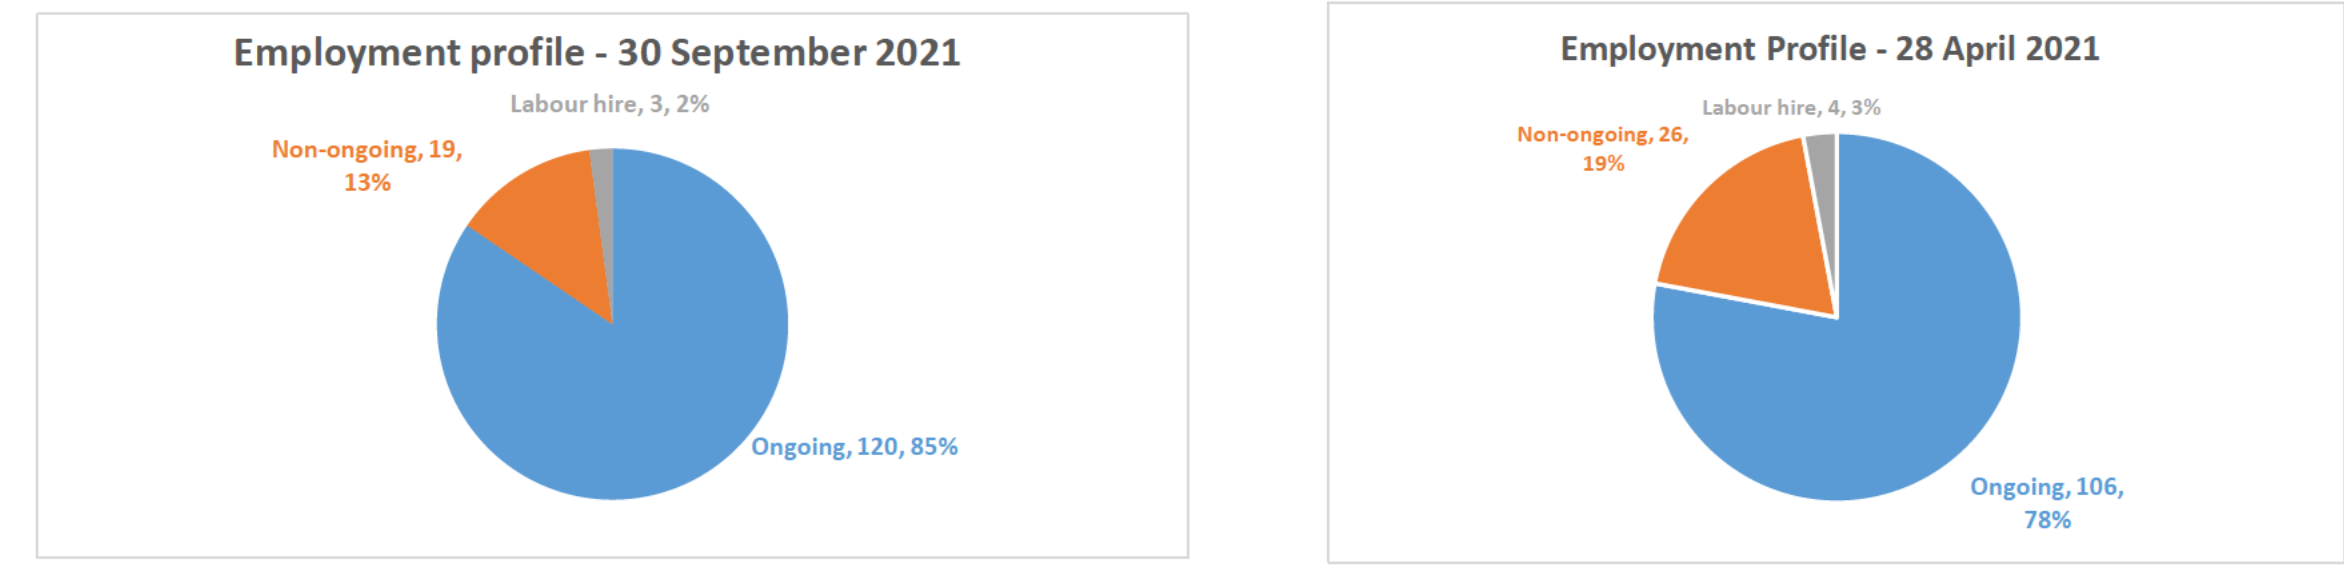 Employment profile - 30 September 2021
Labour hire, 3, 2%
Non-ongoing, 19,
13%
Ongoing, 120, 85%
Employment Profile - 28 April 2021
Labour hire, 4, 3%
Non-ongoing, 26,
19%
Ongoing, 106,
78%